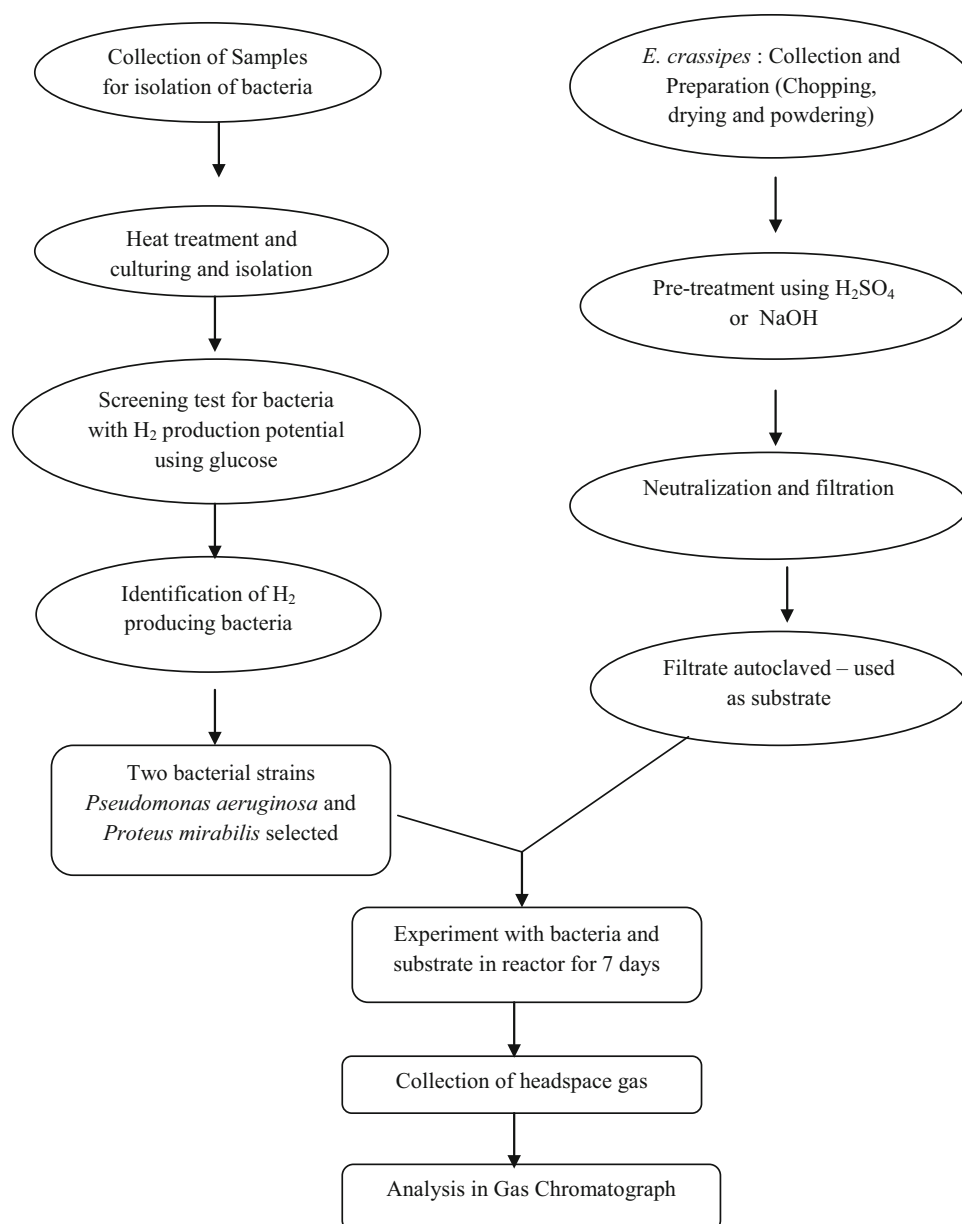 Collection of Samples
for isolation of bacteria
Heat treatment and
culturing and isolation
Screening test for bacteria
with H₂ production potential
using glucose
Identification of H₂
producing bacteria
Two bacterial strains
Pseudomonas aeruginosa and
Proteus mirabilis selected
E. crassipes : Collection and
Preparation (Chopping,
drying and powdering)
Pre-treatment using H₂SO₄
or NaOH
Neutralization and filtration
Filtrate autoclaved – used
as substrate
Experiment with bacteria and
substrate in reactor for 7 days
Collection of headspace gas
Analysis in Gas Chromatograph